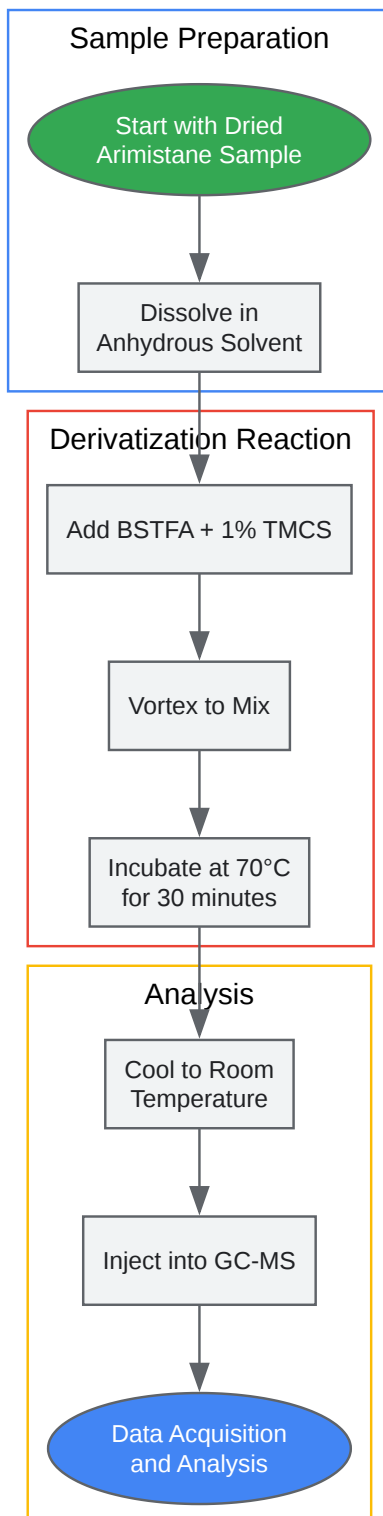 Sample Preparation
Start with Dried
Arimistane Sample
Dissolve in
Anhydrous Solvent
Derivatization Reaction
Add BSTFA + 1% TMCS
Vortex to Mix
Incubate at 70°C
for 30 minutes
Analysis
Cool to Room
Temperature
Inject into GC-MS
Data Acquisition
and Analysis